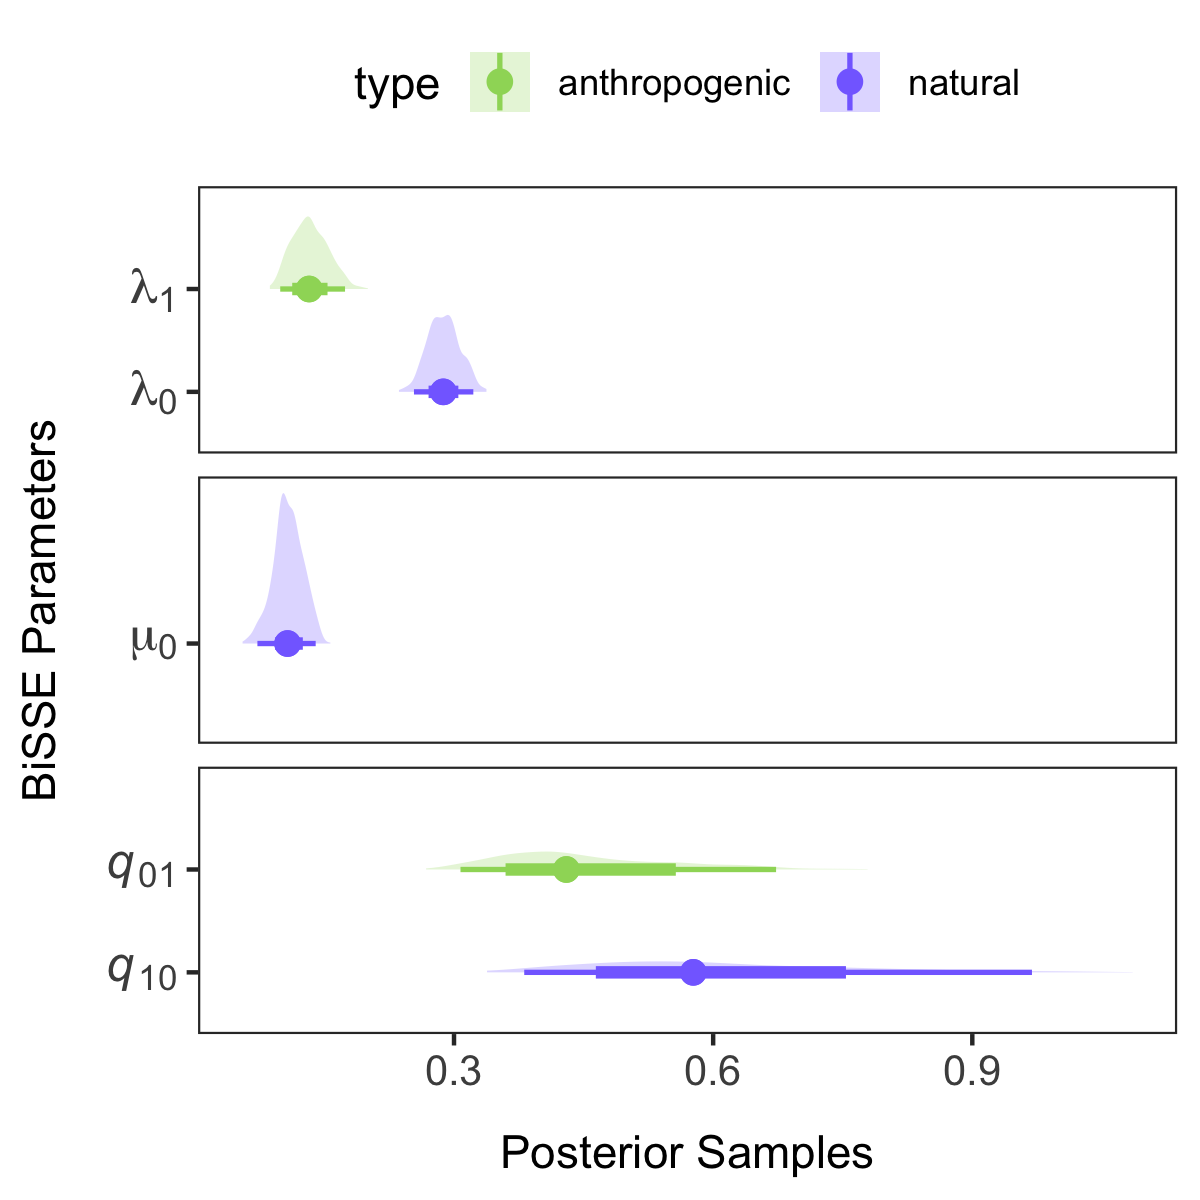 type anthropogenic natural
λ1
λ0
μ0
q01
q10
BiSSE Parameters
0.3 0.6 0.9
Posterior Samples